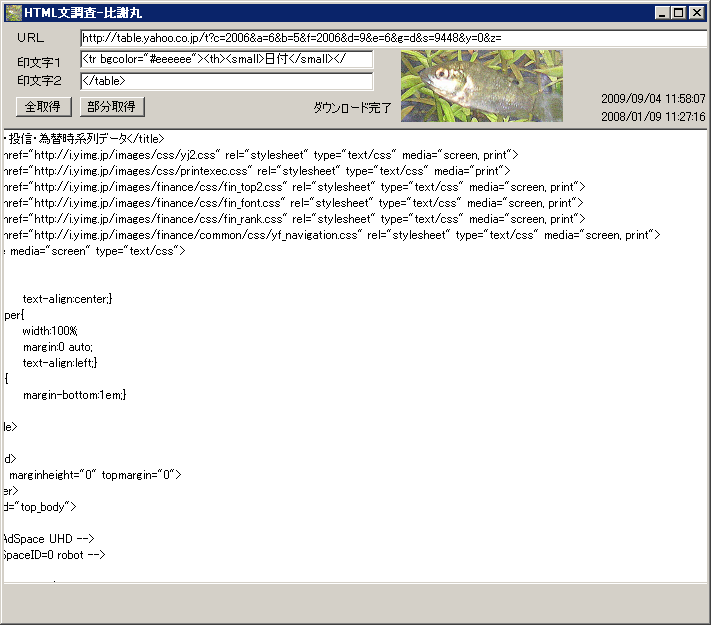 HTML文調査-比謝丸
URL
http://table.yahoo.co.jp/t?c=2006&a=6&b=5&f=2006&d=9&e=6&g=d&s=9448&y=0&z=
印文字1
<tr bgcolor="#eeeeee"><th><small>日付</small></
印文字2
</table>
全取得
部分取得
ダウンロード完了
2009/09/04 11:58:07
2008/01/09 11:27:16
・投信・為替時系列データ</title>
href="http://i.yimg.jp/images/css/yj2.css" rel="stylesheet" type="text/css" media="screen, print">
href="http://i.yimg.jp/images/css/printexec.css" rel="stylesheet" type="text/css" media="print">
href="http://i.yimg.jp/images/finance/css/fin_top2.css" rel="stylesheet" type="text/css" media="screen, print">
href="http://i.yimg.jp/images/finance/css/fin_font.css" rel="stylesheet" type="text/css" media="screen, print">
href="http://i.yimg.jp/images/finance/css/fin_rank.css" rel="stylesheet" type="text/css" media="screen, print">
href="http://i.yimg.jp/images/finance/common/css/yf_navigation.css" rel="stylesheet" type="text/css" media="screen, print">
e media="screen" type="text/css">
text-align:center;}
per{
width:100%;
margin:0 auto;
text-align:left;}
{
margin-bottom:1em;}
le>
d>
marginheight="0" topmargin="0">
er>
d="top_body">
AdSpace UHD -->
SpaceID=0 robot -->